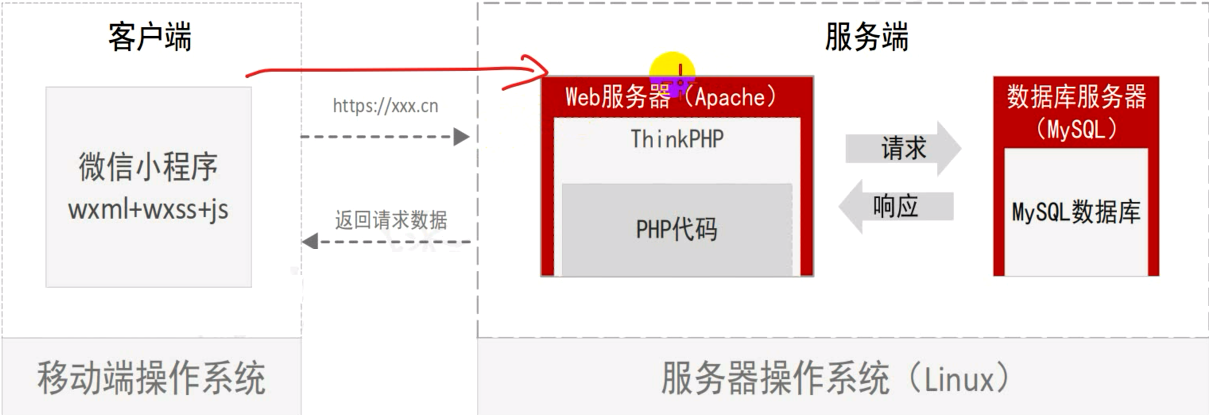 客户端
微信小程序
wxml+wxss+js
移动端操作系统
https://xxx.cn
返回请求数据
服务端
Web服务器（Apache）
ThinkPHP
PHP代码
请求
响应
数据库服务器
（MySQL）
MySQL数据库
服务器操作系统（Linux）